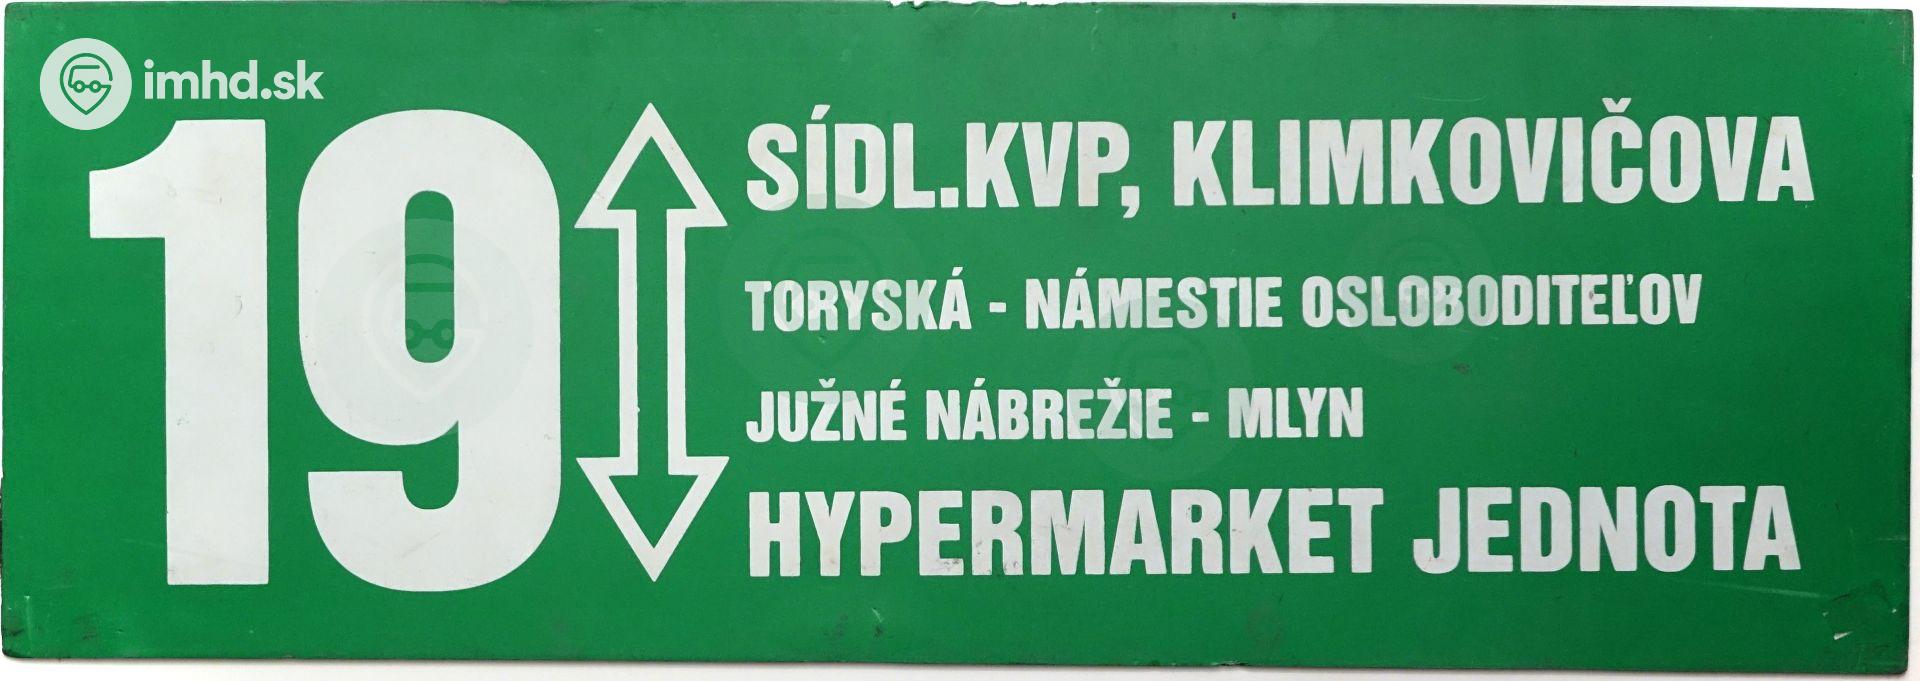 imhd.sk
19
SÍDL.KVP, KLIMKOVIČOVA
TORYSKÁ - NÁMESTIE OSLOBODITEĽOV
JUŽNÉ NÁBREŽIE - MLYN
HYPERMARKET JEDNOTA